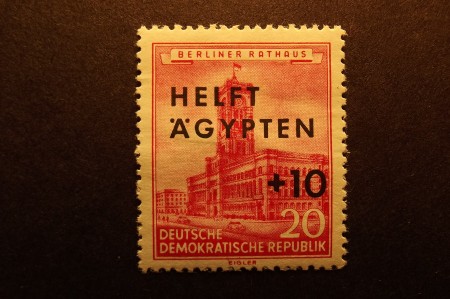 BERLINER RATHAUS
HELFT
ÄGYPTEN
+10
20
DEUTSCHE
DEMOKRATISCHE REPUBLIK
EIGLER